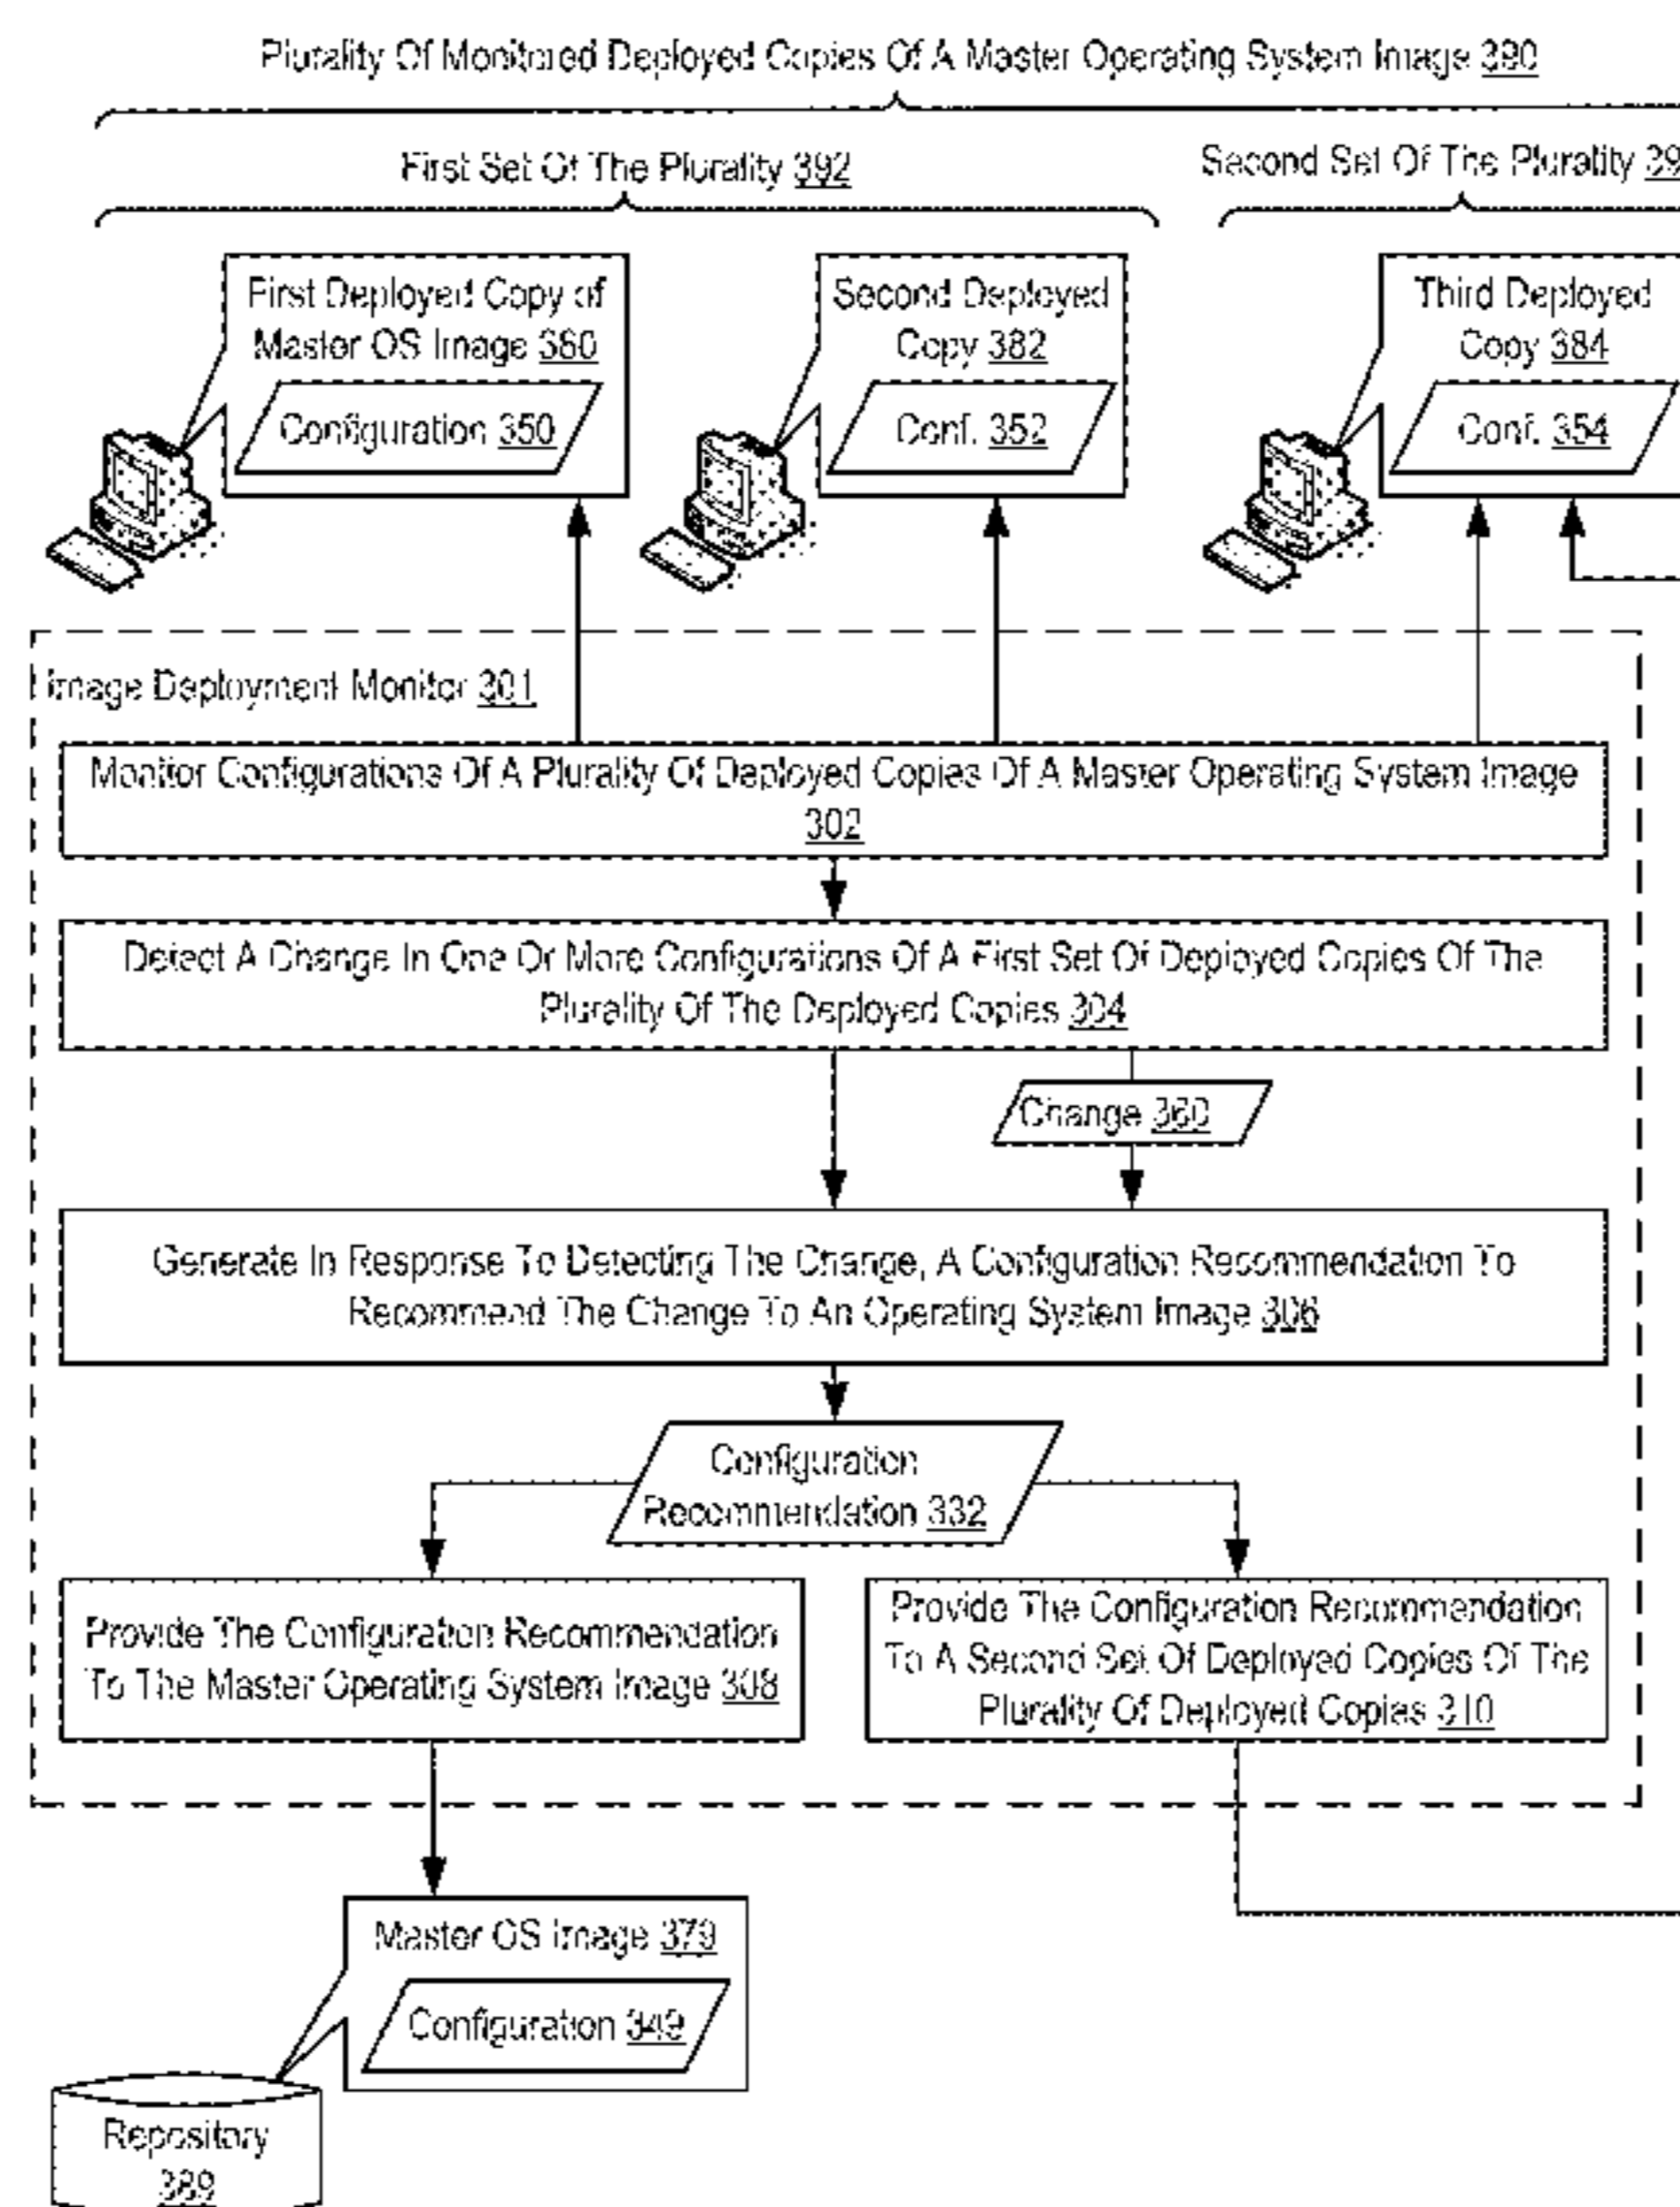 Plurality Of Monitored Deployed Copies Of A Master Operating System Image 390
First Set Of The Plurality 392
Second Set Of The Plurality
First Deployed Copy of
Master OS Image 380
Configuration 350
Second Deployed
Copy 382
Conf. 352
Third Deployed
Copy 384
Conf. 354
Image Deployment Monitor 301
Monitor Configurations Of A Plurality Of Deployed Copies Of A Master Operating System Image
302
Detect A Change In One Or More Configurations Of A First Set Of Deployed Copies Of The
Plurality Of The Deployed Copies 304
Change 360
Generate In Response To Detecting The Change, A Configuration Recommendation To
Recommend The Change To An Operating System Image 306
Configuration
Recommendation 332
Provide The Configuration Recommendation
To The Master Operating System Image 308
Provide The Configuration Recommendation
To A Second Set Of Deployed Copies Of The
Plurality Of Deployed Copies 310
Master OS Image 379
Configuration 349
Repository
389